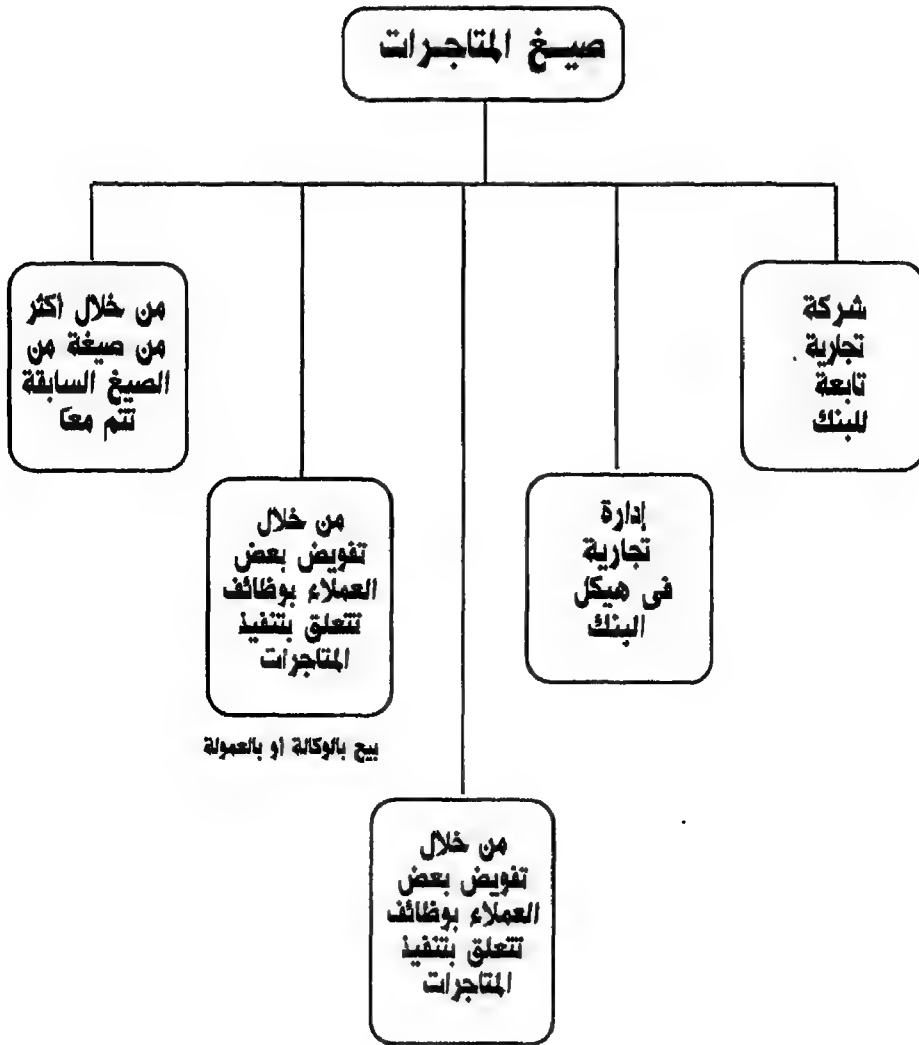 صيغ المتاجرات
شركة
تجارية
تابعة
للبنك
إدارة
تجارية
فى هيكل
البنك
من خلال
تفويض بعض
العملاء بوظائف
تتعلق بتنفيذ
المتاجرات
من خلال
تفويض بعض
العملاء بوظائف
تتعلق بتنفيذ
المتاجرات
بيع بالوكالة أو بالعمولة
من خلال أكثر
من صيغة من
الصيغ السابقة
تتم معًا